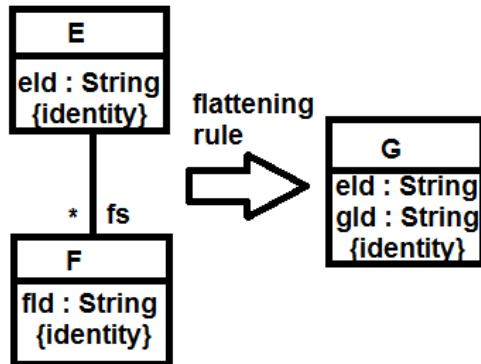 E
eId : String
{identity}
* fs
F
fId : String
{identity}
flattening
rule
G
eId : String
gId : String
{identity}